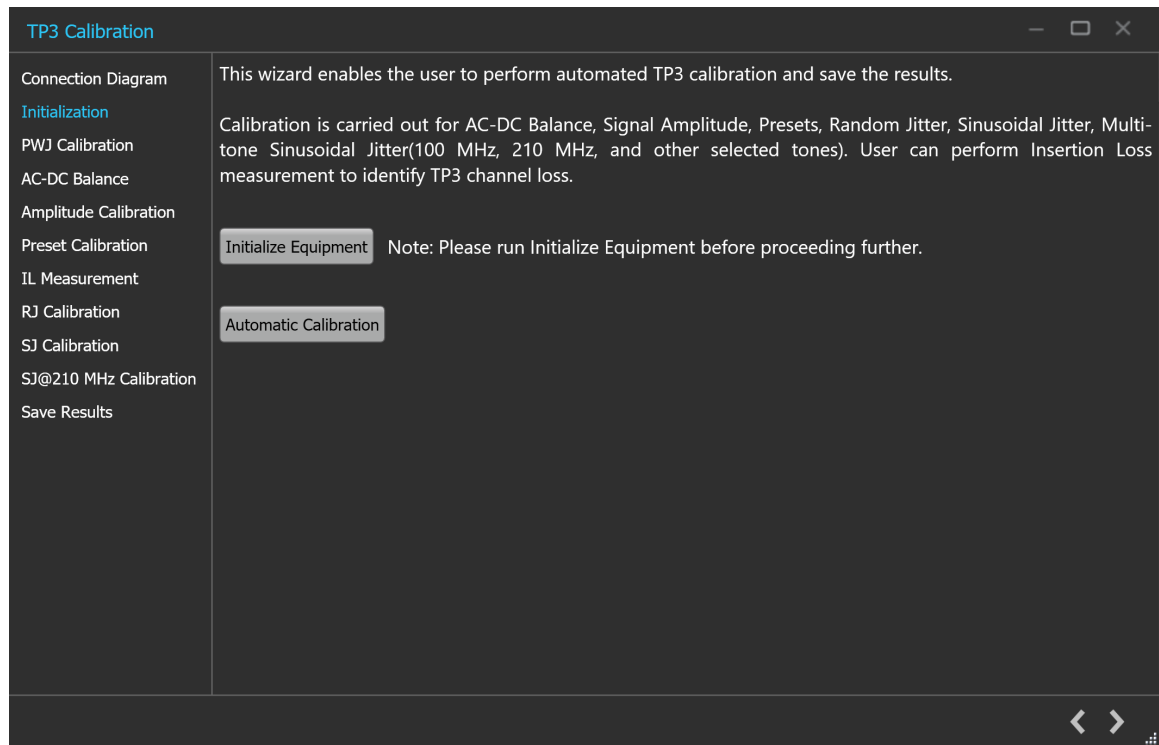 TP3 Calibration
Connection Diagram
Initialization
PWJ Calibration
AC-DC Balance
Amplitude Calibration
Preset Calibration
IL Measurement
RJ Calibration
SJ Calibration
SJ@210 MHz Calibration
Save Results
This wizard enables the user to perform automated TP3 calibration and save the results.
Calibration is carried out for AC-DC Balance, Signal Amplitude, Presets, Random Jitter, Sinusoidal Jitter, Multi-
tone Sinusoidal Jitter(100 MHz, 210 MHz, and other selected tones). User can perform Insertion Loss
measurement to identify TP3 channel loss.
Initialize Equipment Note: Please run Initialize Equipment before proceeding further.
Automatic Calibration